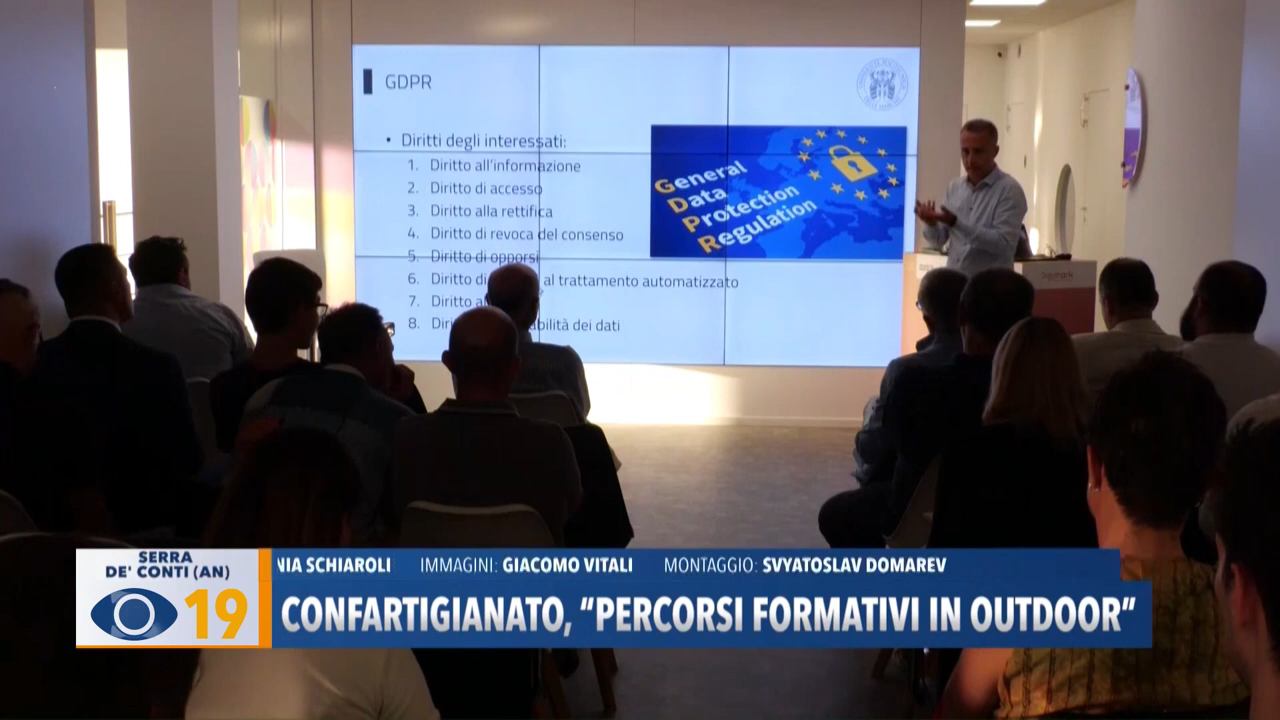 GDPR
• Diritti degli interessati:
1. Diritto all'informazione
2. Diritto di accesso
3. Diritto alla rettifica
4. Diritto di revoca del consenso
5. Diritto di opporsi
6. Diritto di al trattamento automatizzato
7. Diritto
8. dei dati
General
Data
Protection
Regulation
SERRA
DE' CONTI (AN)
19
NIA SCHIAROLI IMMAGINI: GIACOMO VITALI MONTAGGIO: SVYATOSLAV DOMAREV
CONFARTIGIANATO, “PERCORSI FORMATIVI IN OUTDOOR”